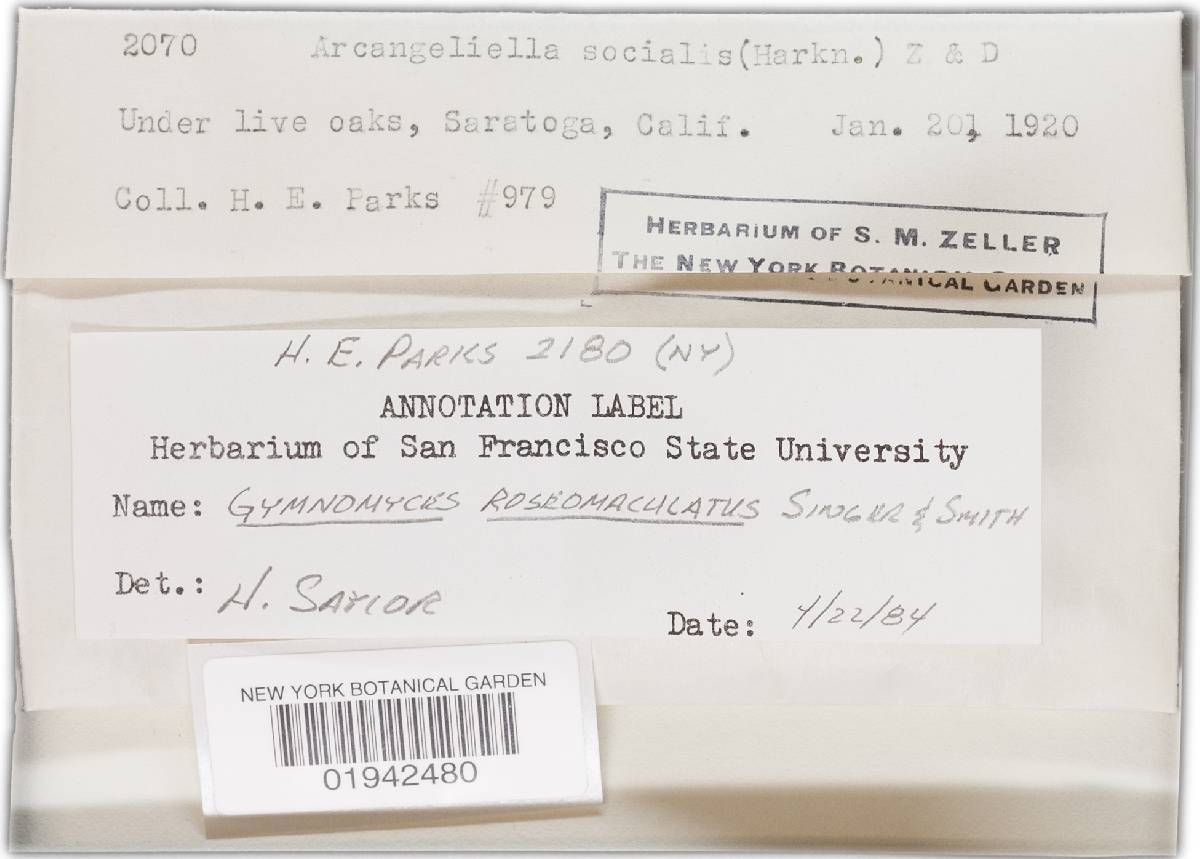 2070 Arcangeliella socialis(Harkn.) Z & D
Under live oaks, Saratoga, Calif. Jan. 20, 1920
Coll. H. E. Parks #979
HERBARIUM OF S. M. ZELLER
THE NEW YORK BOTANICAL GARDEN
H. E. PARKS 2180 (NY)
ANNOTATION LABEL
Herbarium of San Francisco State University
Name: GYMNOMYCES ROSEOMACULATUS SINGER & SMITH
Det.: H. SAYLOR
Date: 4/22/84
NEW YORK BOTANICAL GARDEN
01942480